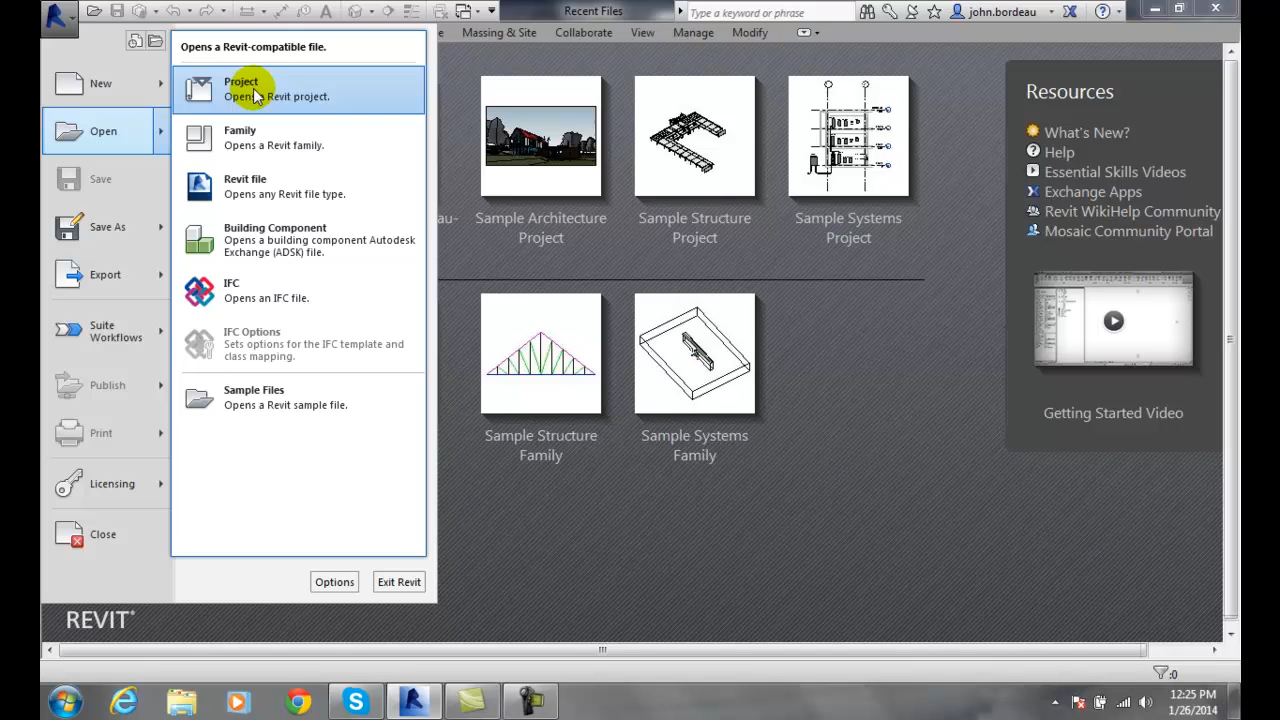 Recent Files
Type a keyword or phrase
john.bordeau
Massing & Site
Collaborate
View
Manage
Modify
New
Open
Save
Save As
Export
Suite
Workflows
Publish
Print
Licensing
Close
Opens a Revit-compatible file.
Project
Opens a Revit project.
Family
Opens a Revit family.
Revit file
Opens any Revit file type.
Building Component
Opens a building component Autodesk
Exchange (ADSK) file.
IFC
Opens an IFC file.
IFC Options
Sets options for the IFC template and
class mapping.
Sample Files
Opens a Revit sample file.
Options
Exit Revit
Sample Architecture
Project
Sample Structure
Project
Sample Systems
Project
Sample Structure
Family
Sample Systems
Family
Resources
What's New?
Help
Essential Skills Videos
Exchange Apps
Revit WikiHelp Community
Mosaic Community Portal
Getting Started Video
REVIT®
:0
12:25 PM
1/26/2014